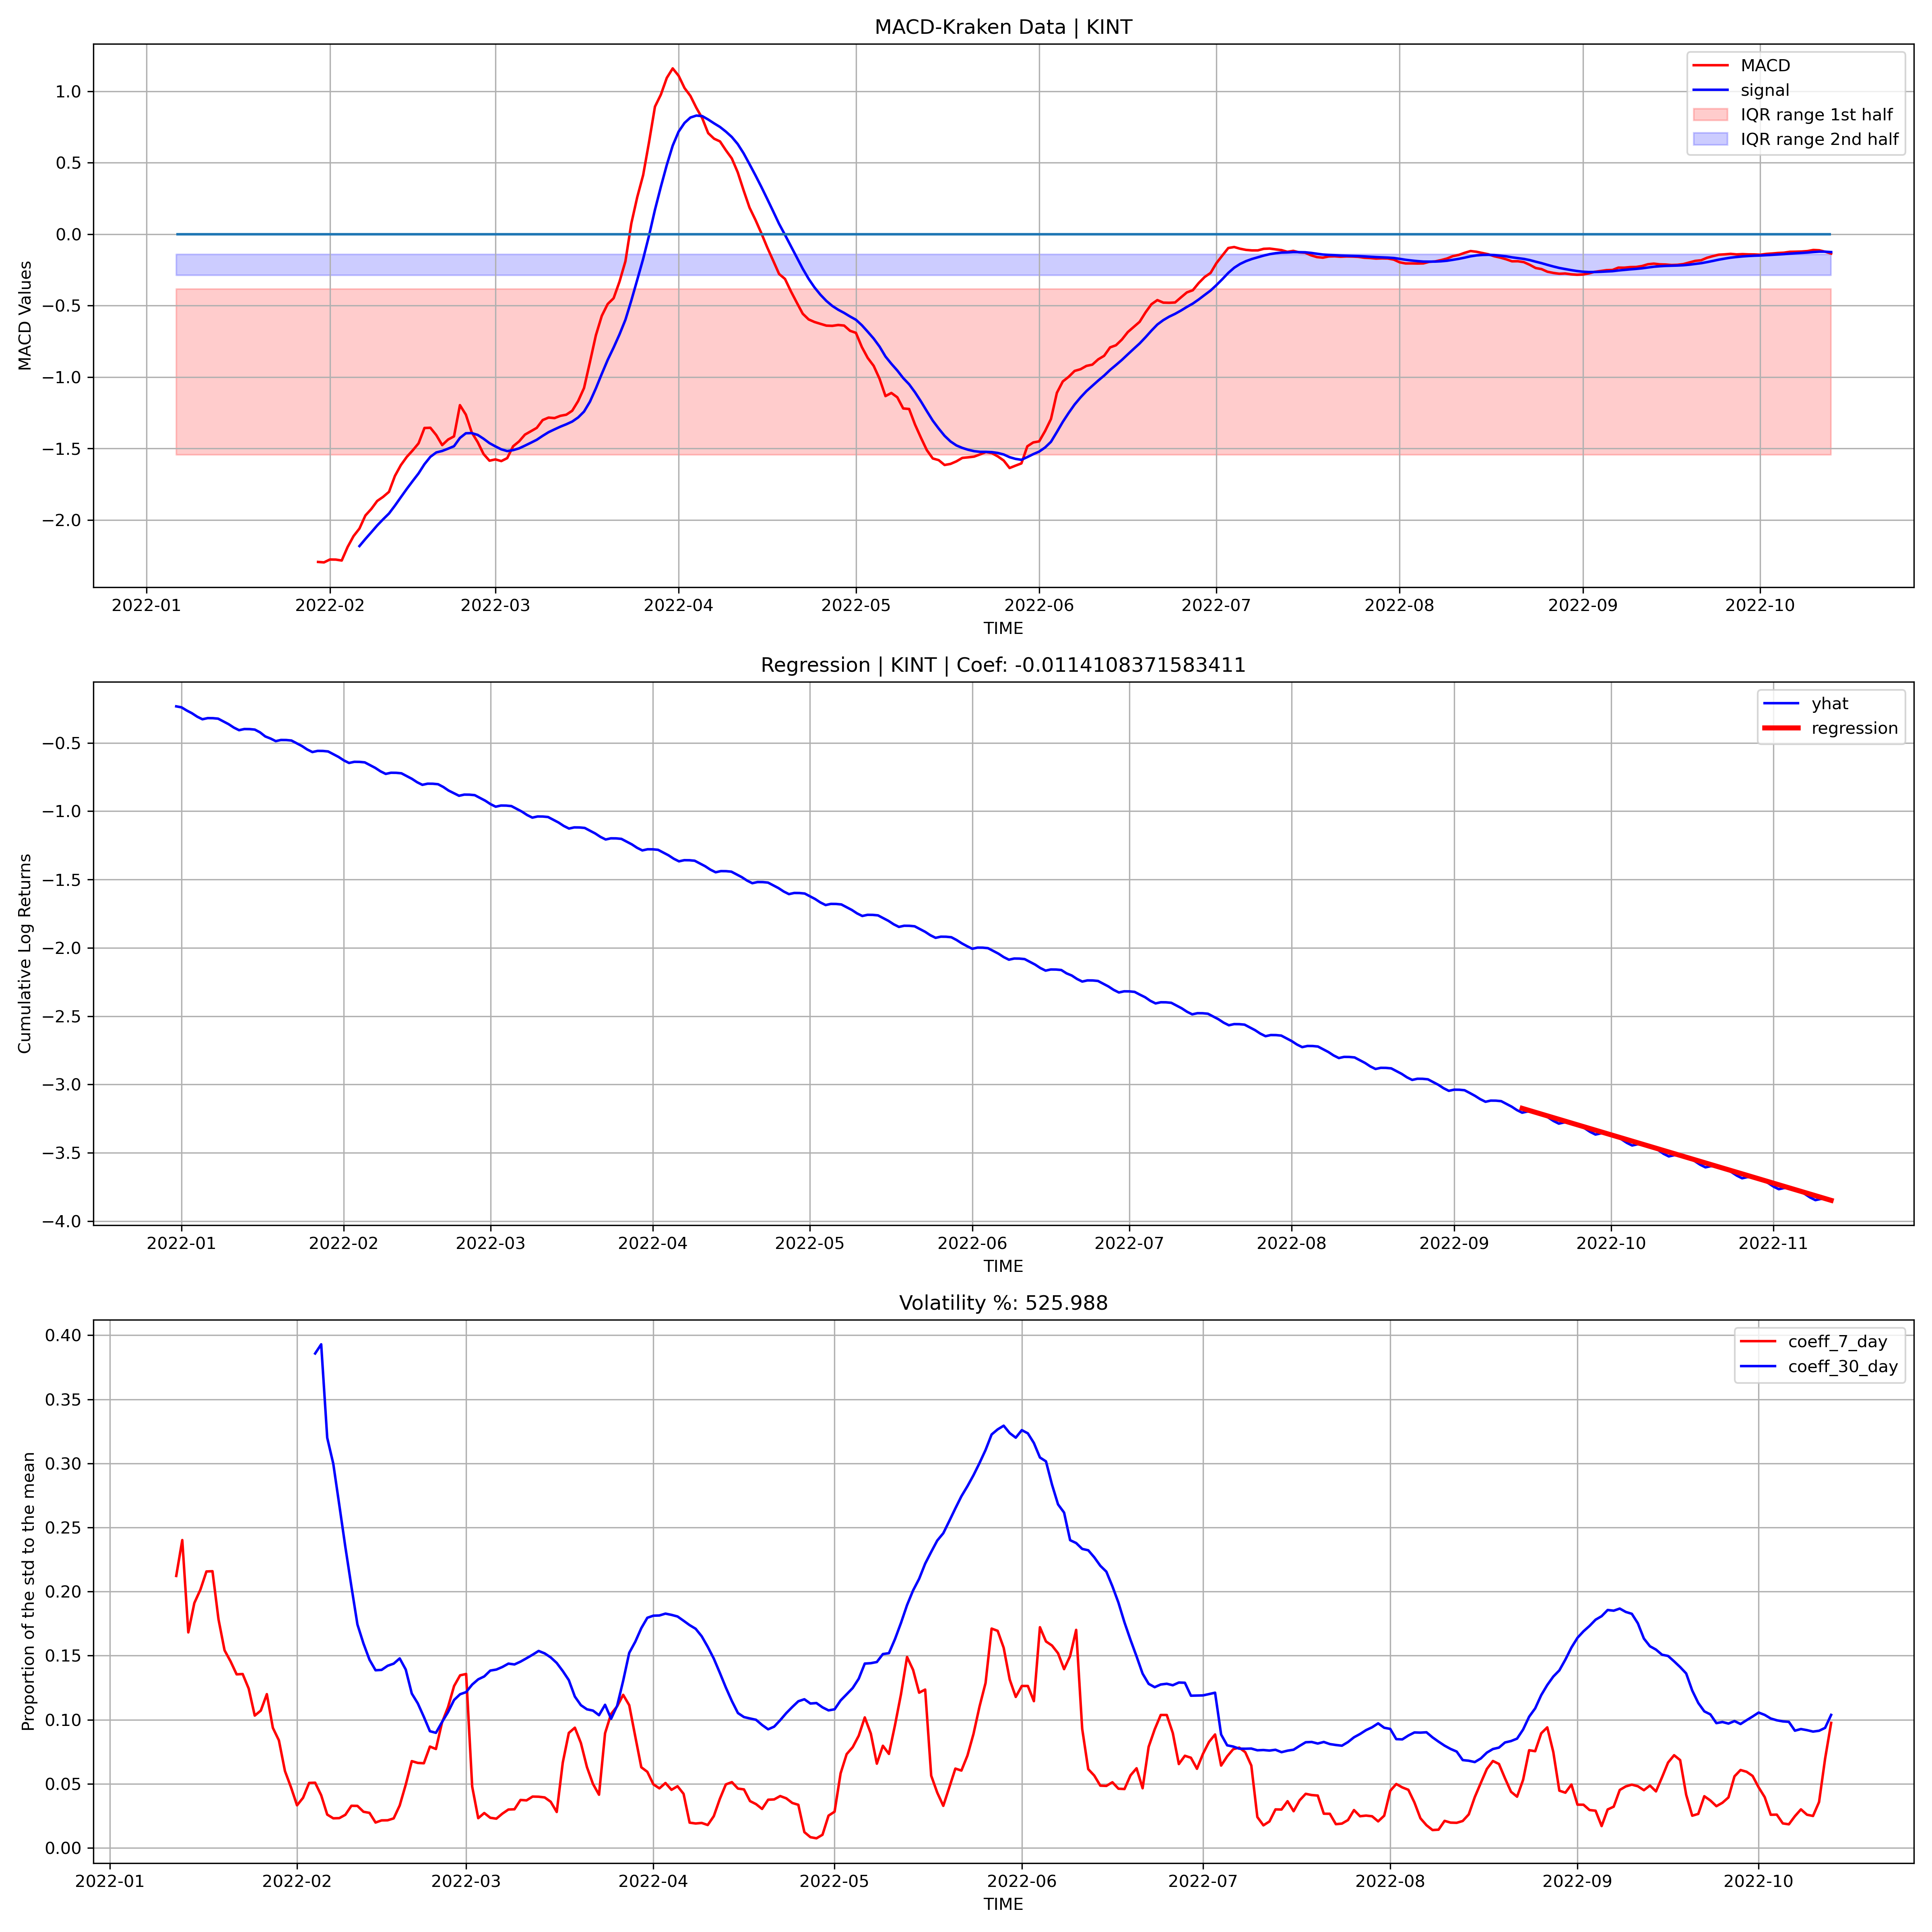 MACD-Kraken Data | KINT
MACD Values
1.0
0.5
0.0
−0.5
−1.0
−1.5
−2.0
MACD
signal
IQR range 1st half
IQR range 2nd half
2022-01 2022-02 2022-03 2022-04 2022-05 2022-06 2022-07 2022-08 2022-09 2022-10
TIME
Regression | KINT | Coef: -0.0114108371583411
Cumulative Log Returns
−0.5
−1.0
−1.5
−2.0
−2.5
−3.0
−3.5
−4.0
yhat
regression
2022-01 2022-02 2022-03 2022-04 2022-05 2022-06 2022-07 2022-08 2022-09 2022-10 2022-11
TIME
Volatility %: 525.988
Proportion of the std to the mean
0.40
0.35
0.30
0.25
0.20
0.15
0.10
0.05
0.00
coeff_7_day
coeff_30_day
2022-01 2022-02 2022-03 2022-04 2022-05 2022-06 2022-07 2022-08 2022-09 2022-10
TIME